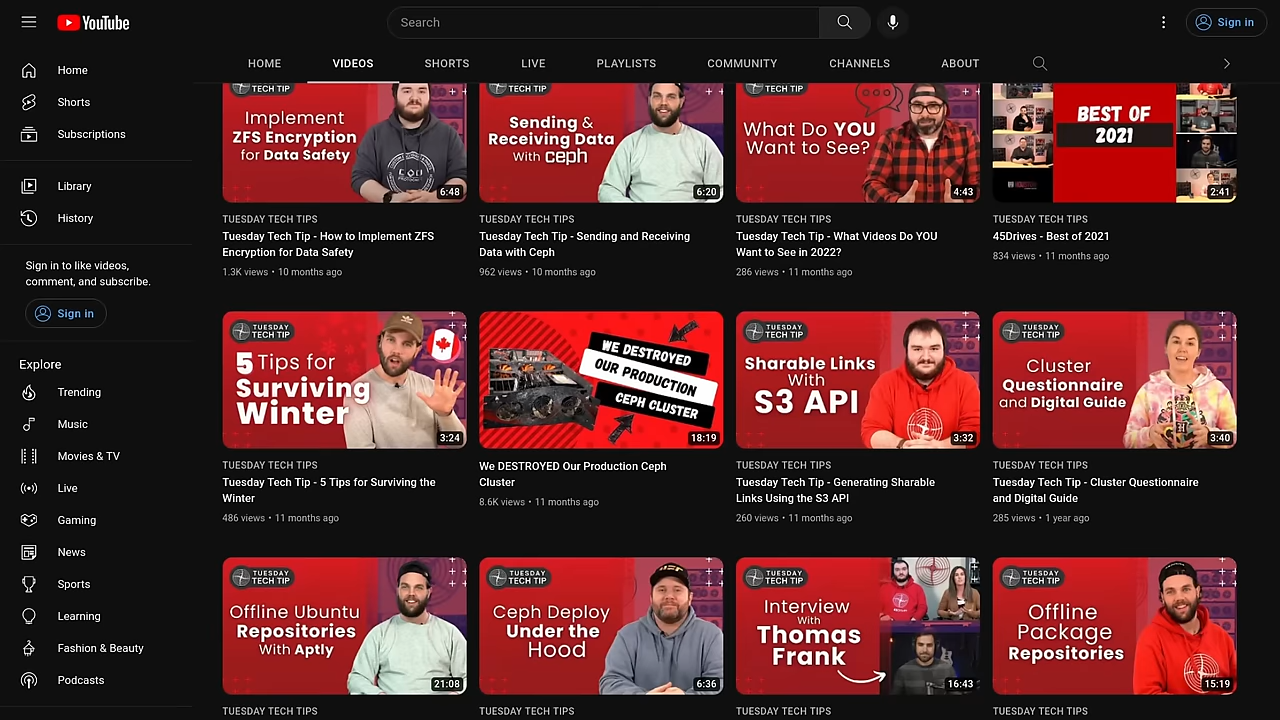 YouTube
Search
Sign in
HOME
VIDEOS
SHORTS
LIVE
PLAYLISTS
COMMUNITY
CHANNELS
ABOUT
Home
Shorts
Subscriptions
Library
History
Sign in to like videos,
comment, and subscribe.
Sign in
Explore
Trending
Music
Movies & TV
Live
Gaming
News
Sports
Learning
Fashion & Beauty
Podcasts
TECH TIP
Implement
ZFS Encryption
for Data Safety
6:48
TUESDAY TECH TIPS
Tuesday Tech Tip - How to Implement ZFS
Encryption for Data Safety
1.3K views • 10 months ago
TECH TIP
Sending &
Receiving Data
With ceph
6:20
TUESDAY TECH TIPS
Tuesday Tech Tip - Sending and Receiving
Data with Ceph
962 views • 10 months ago
TECH TIP
What Do YOU
Want to See?
4:43
TUESDAY TECH TIPS
Tuesday Tech Tip - What Videos Do YOU
Want to See in 2022?
286 views • 11 months ago
BEST OF
2021
2:41
TUESDAY TECH TIPS
45Drives - Best of 2021
834 views • 11 months ago
TUESDAY
TECH TIP
5 Tips for
Surviving
Winter
3:24
TUESDAY TECH TIPS
Tuesday Tech Tip - 5 Tips for Surviving the
Winter
486 views • 11 months ago
WE DESTROYED
OUR PRODUCTION
CEPH CLUSTER
18:19
We DESTROYED Our Production Ceph
Cluster
8.6K views • 11 months ago
TUESDAY
TECH TIP
Sharable Links
With
S3 API
3:32
TUESDAY TECH TIPS
Tuesday Tech Tip - Generating Sharable
Links Using the S3 API
260 views • 11 months ago
TUESDAY
TECH TIP
Cluster
Questionnaire
and Digital Guide
3:40
TUESDAY TECH TIPS
Tuesday Tech Tip - Cluster Questionnaire
and Digital Guide
285 views • 1 year ago
TUESDAY
TECH TIP
Offline Ubuntu
Repositories
With Aptly
21:08
TUESDAY TECH TIPS
TUESDAY
TECH TIP
Ceph Deploy
Under the
Hood
6:36
TUESDAY TECH TIPS
TUESDAY
TECH TIP
Interview
With
Thomas
Frank
16:43
TUESDAY TECH TIPS
TUESDAY
TECH TIP
Offline
Package
Repositories
15:19
TUESDAY TECH TIPS